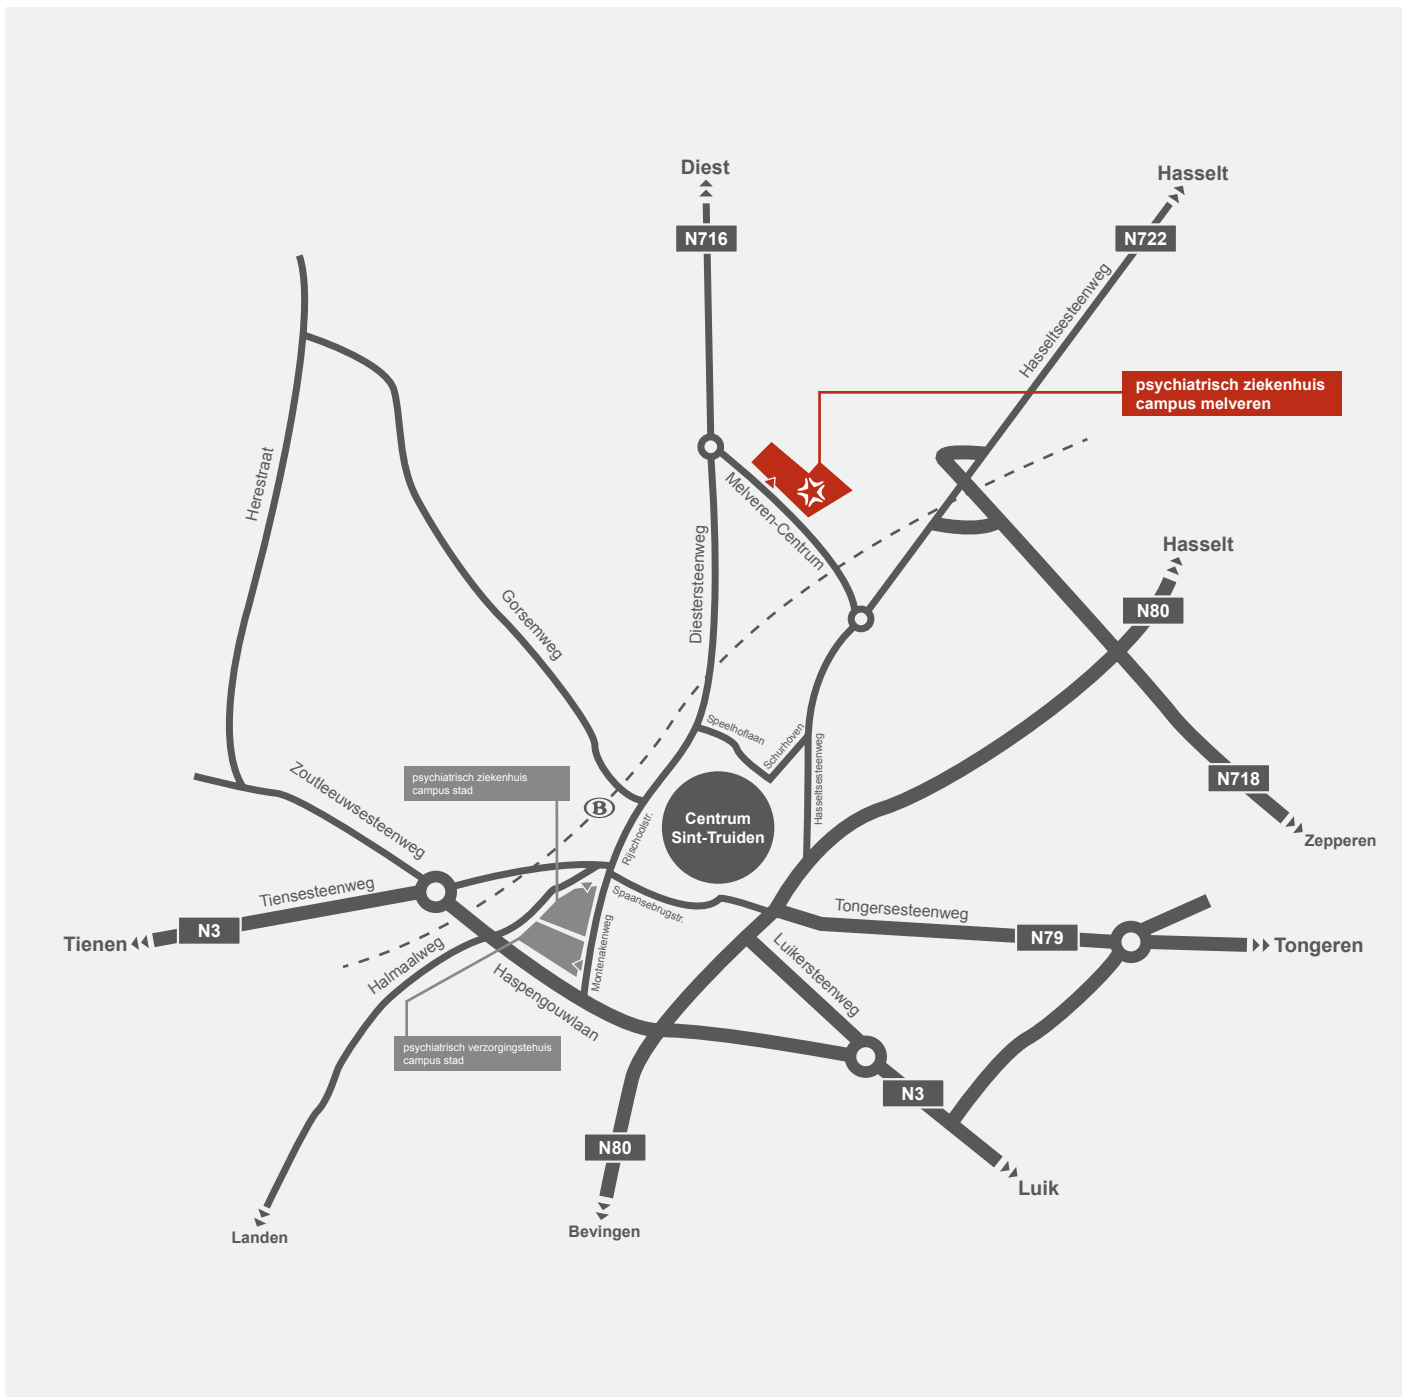 Diest
N716
Hasselt
N722
Hasseltsesteenweg
psychiatrisch ziekenhuis
campus melveren
Herestraat
Melveren-Centrum
Diestersteenweg
Gorsemweg
Hasselt
N80
Speelhoflaan
Schurhoven
Hasseltsesteenweg
N718
Zepperen
Zoutleeuwsesteenweg
psychiatrisch ziekenhuis
campus stad
B
Centrum
Sint-Truiden
Rijschoolstr.
Tiensesteenweg
N3
Tienen
Spaansebrugstr.
Tongersesteenweg
N79
Tongeren
Halmaalweg
Montenakenweg
Haspengouwlaan
Luikersteenweg
psychiatrisch verzorgingstehuis
campus stad
N3
N80
Luik
Landen
Bevingen